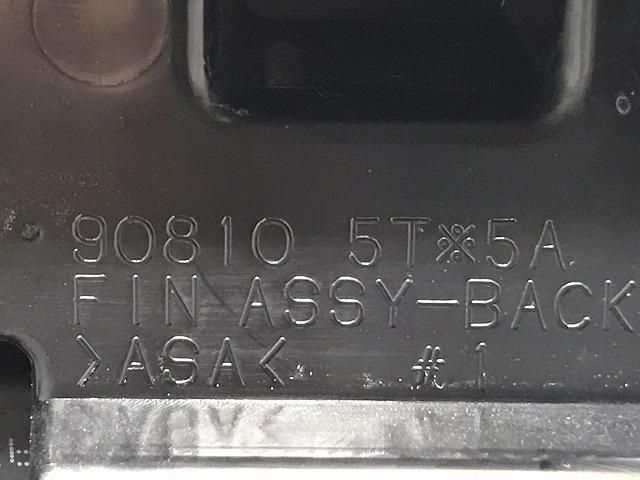 90810 5T※5A
FIN ASSY-BACK
>ASA<
#1